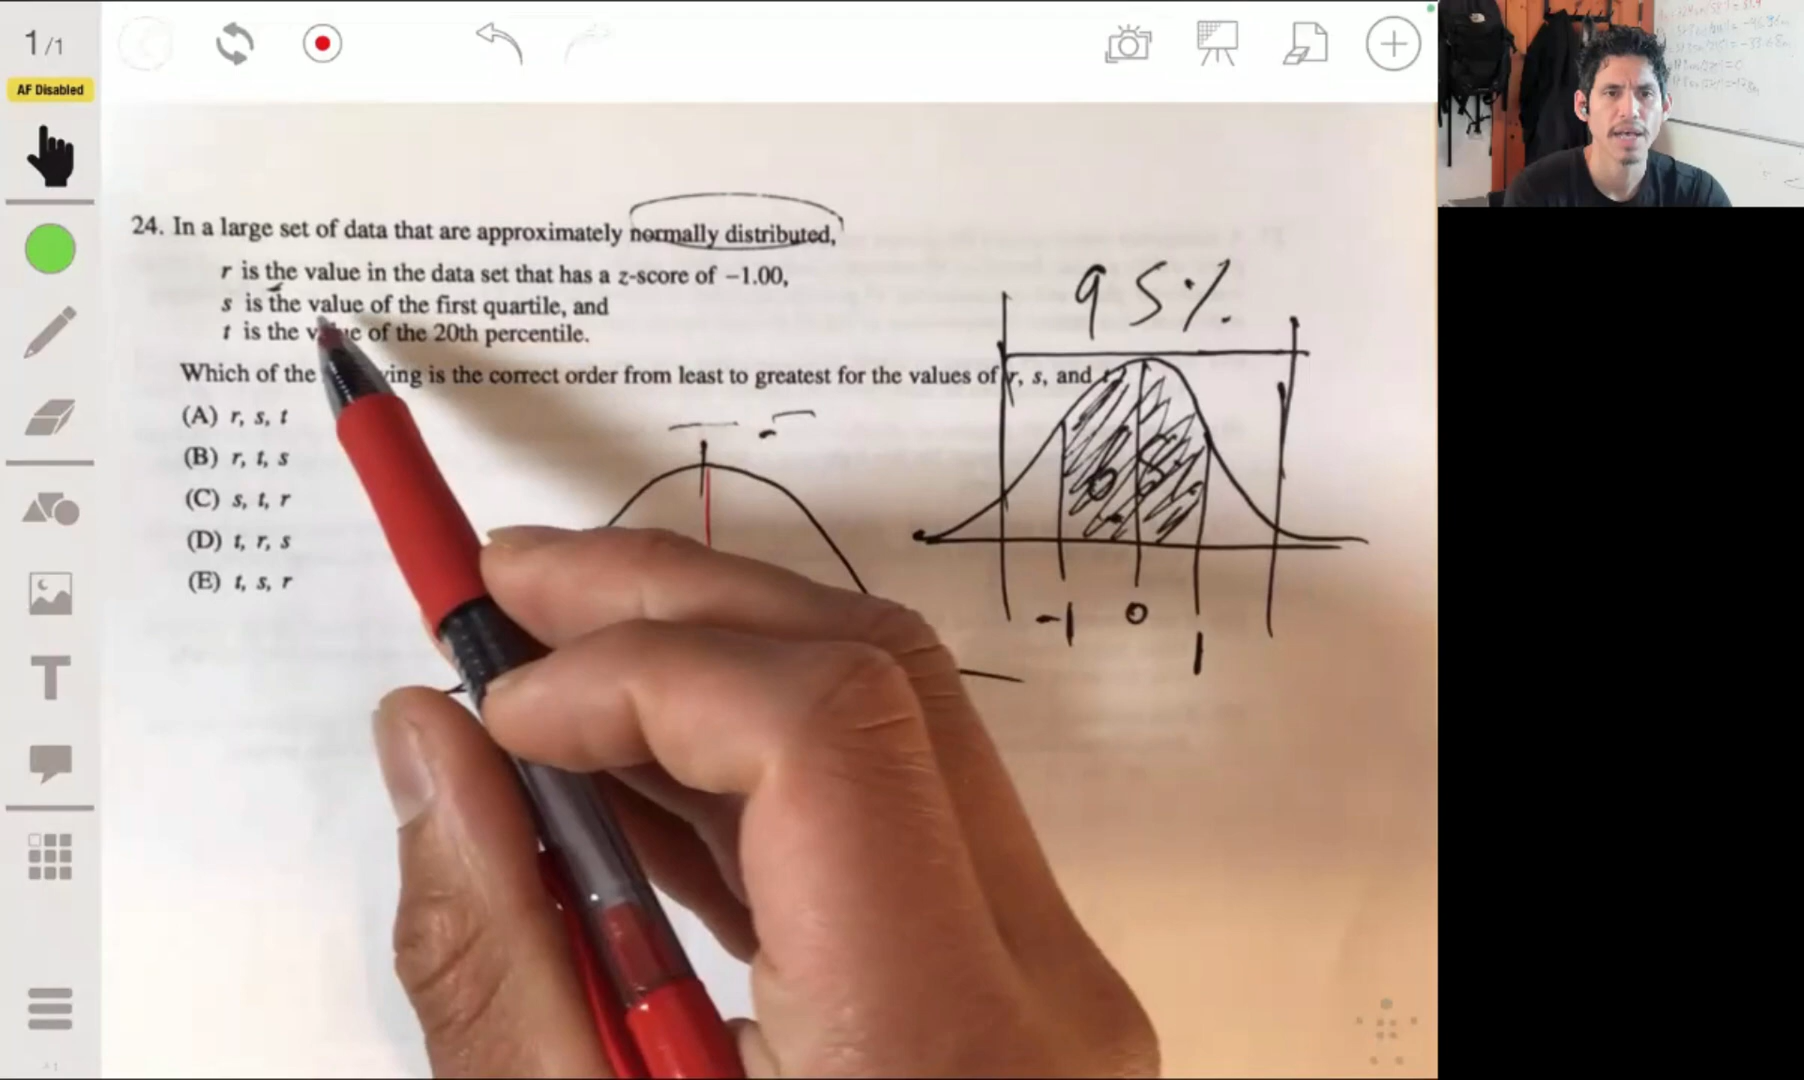 1/1
AF Disabled
24. In a large set of data that are approximately normally distributed,
r is the value in the data set that has a z-score of −1.00,
s is the value of the first quartile, and
t is the value of the 20th percentile.
Which of the ing is the correct order from least to greatest for the values of r, s, and
(A) r, s, t
(B) r, t, s
(C) s, t, r
(D) t, r, s
(E) t, s, r
95%
-1 0 1
T